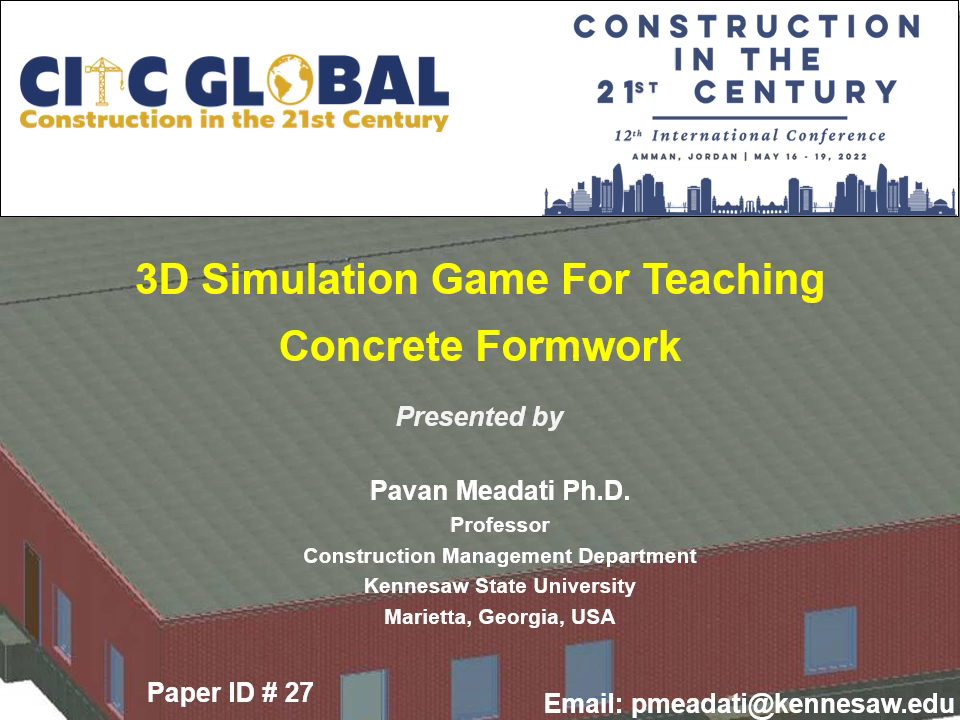 CITC GLOBAL
Construction in the 21st Century
CONSTRUCTION
IN THE
21ST CENTURY
12th International Conference
AMMAN, JORDAN | MAY 16 - 19, 2022
3D Simulation Game For Teaching
Concrete Formwork
Presented by
Pavan Meadati Ph.D.
Professor
Construction Management Department
Kennesaw State University
Marietta, Georgia, USA
Paper ID # 27
Email: pmeadati@kennesaw.edu